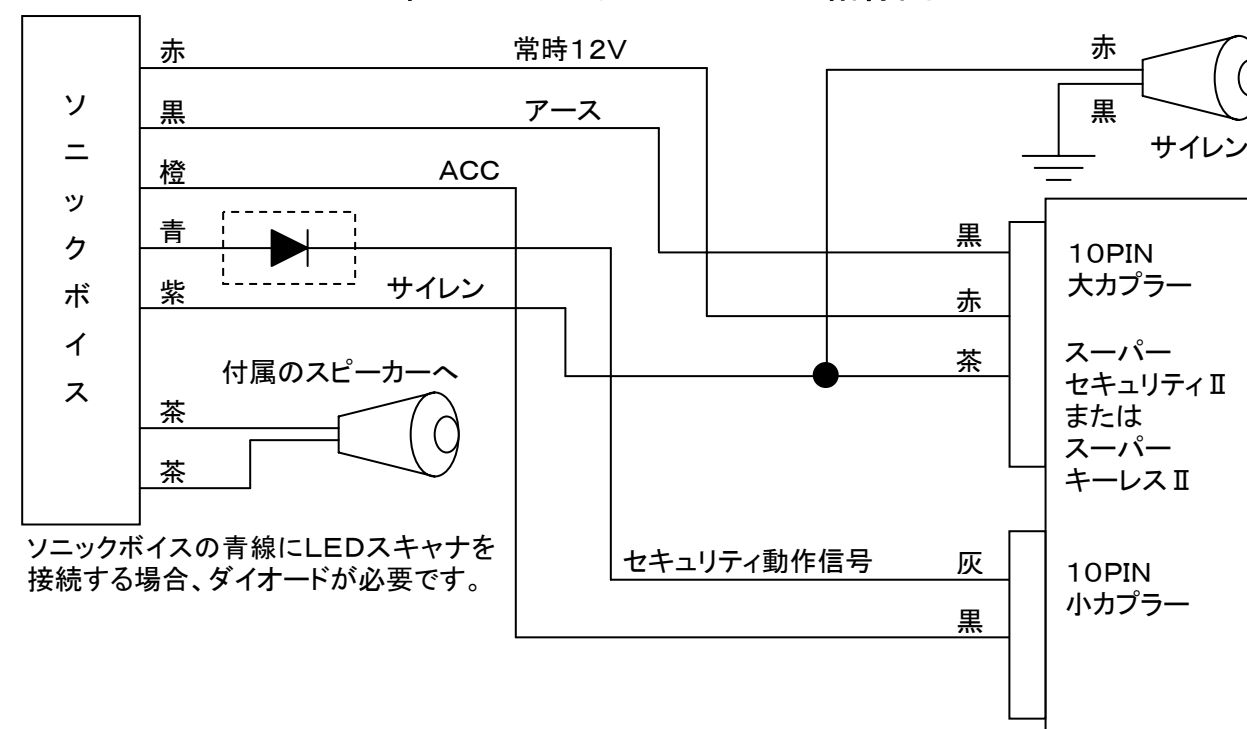 ソニックボイス
赤
常時12V
黒
アース
橙
ACC
青
紫
サイレン
付属のスピーカーへ
茶
茶
ソニックボイスの青線にLEDスキャナを
接続する場合、ダイオードが必要です。
赤
黒
サイレン
黒
赤
茶
10PIN
大カプラー
スーパー
セキュリティⅡ
または
スーパー
キーレスⅡ
セキュリティ動作信号
灰
黒
10PIN
小カプラー